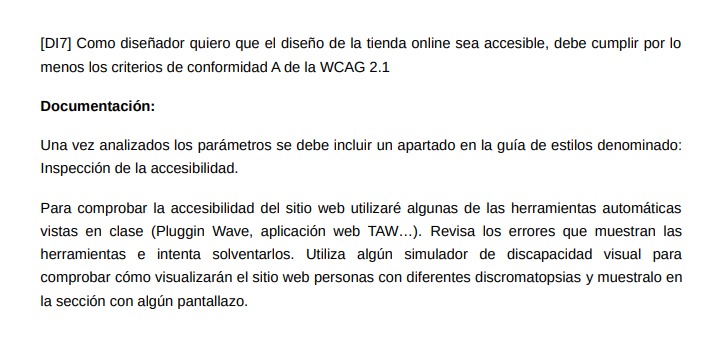 [DI7] Como diseñador quiero que el diseño de la tienda online sea accesible, debe cumplir por lo
menos los criterios de conformidad A de la WCAG 2.1
Documentación:
Una vez analizados los parámetros se debe incluir un apartado en la guía de estilos denominado:
Inspección de la accesibilidad.
Para comprobar la accesibilidad del sitio web utilizaré algunas de las herramientas automáticas
vistas en clase (Pluggin Wave, aplicación web TAW…). Revisa los errores que muestran las
herramientas e intenta solventarlos. Utiliza algún simulador de discapacidad visual para
comprobar cómo visualizarán el sitio web personas con diferentes discromatopsias y muestralo en
la sección con algún pantallazo.